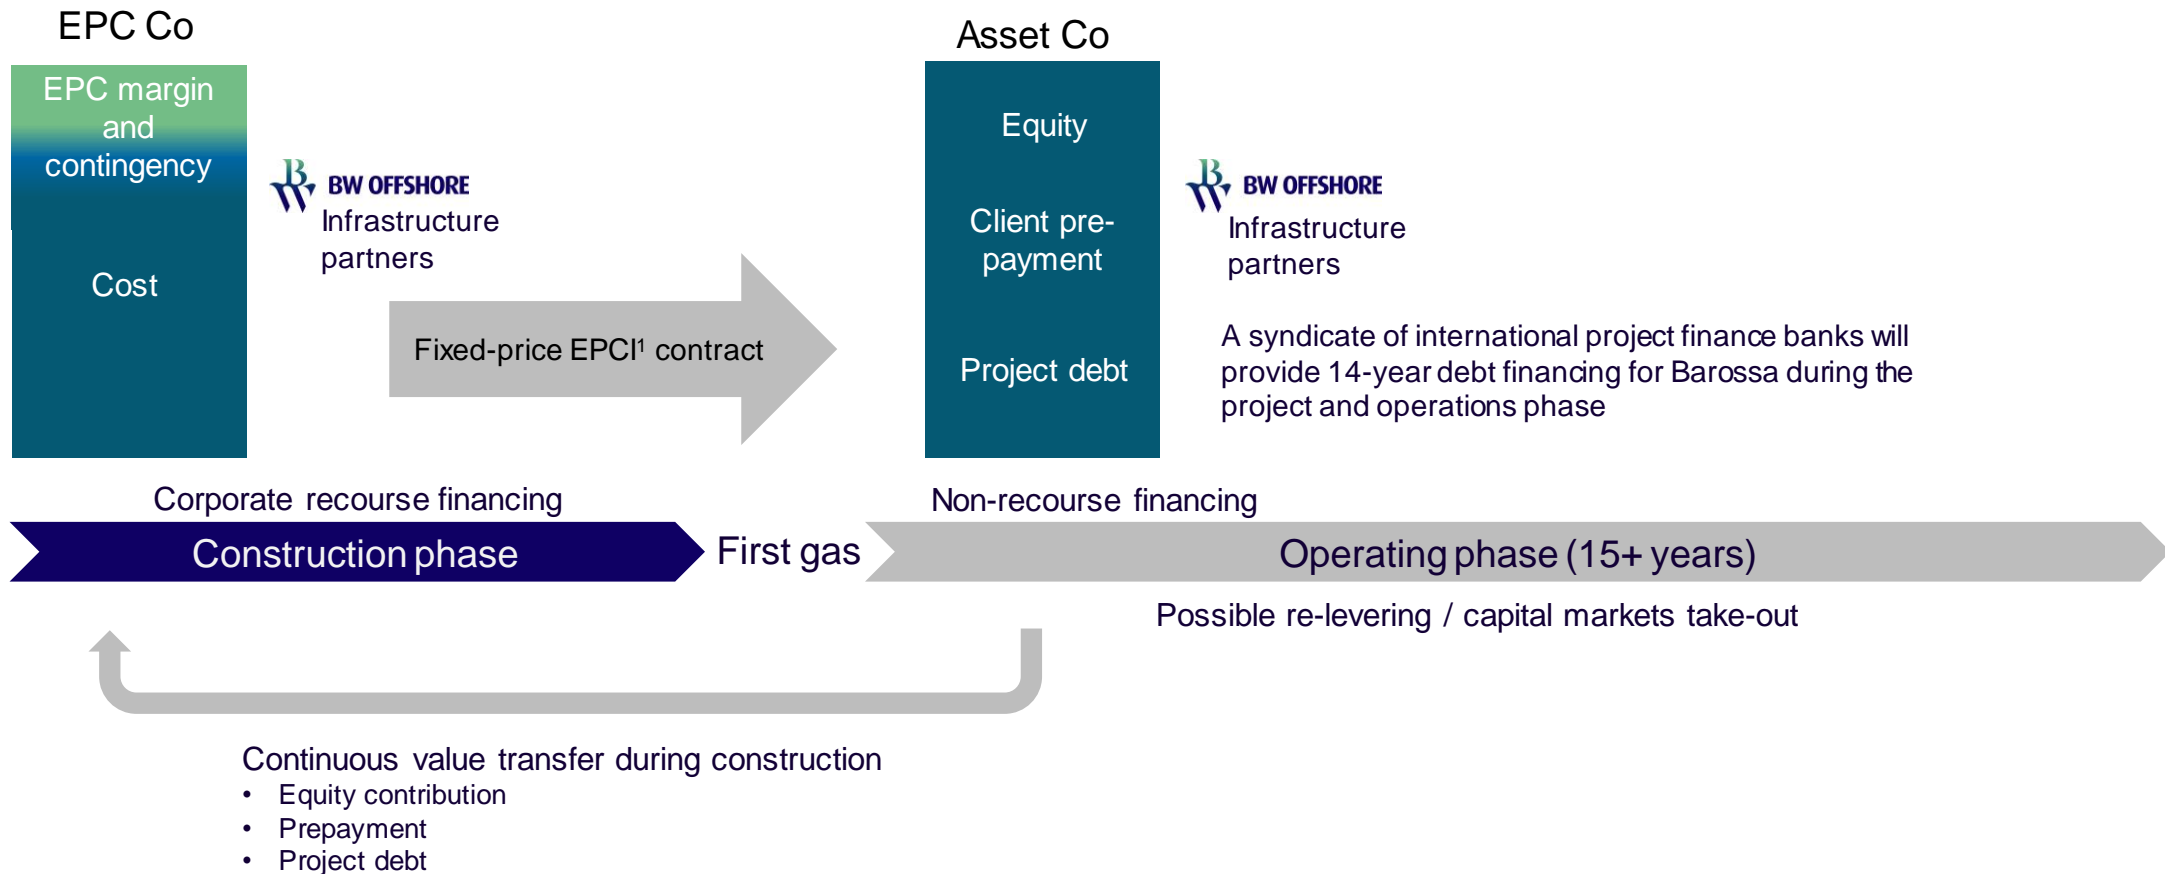 EPC Co
EPC margin
and
contingency
Cost
BW OFFSHORE
Infrastructure
partners
Fixed-price EPCI¹ contract
Asset Co
Equity
Client pre-
payment
Project debt
BW OFFSHORE
Infrastructure
partners
A syndicate of international project finance banks will
provide 14-year debt financing for Barossa during the
project and operations phase
Corporate recourse financing
Non-recourse financing
Construction phase
First gas
Operating phase (15+ years)
Possible re-levering / capital markets take-out
Continuous value transfer during construction
• Equity contribution
• Prepayment
• Project debt